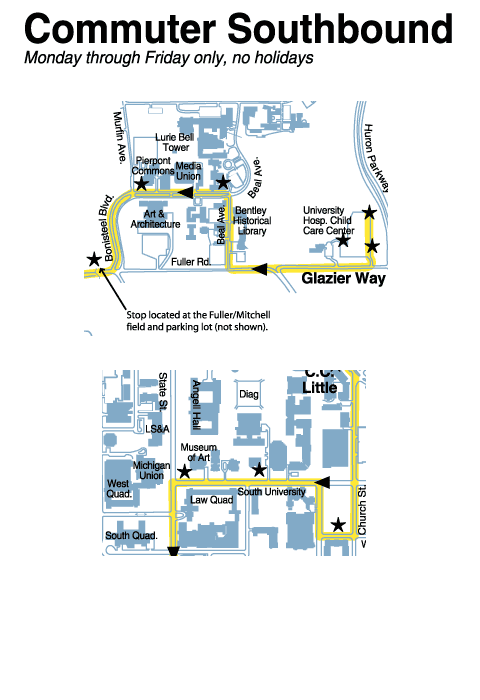 Commuter Southbound
Monday through Friday only, no holidays
Murfin Ave.
Lurie Bell
Tower
Huron Parkway
Pierpont
Commons
Media
Union
Beal Ave.
Bonisteel Blvd.
Art &
Architecture
Beal Ave.
Bentley
Historical
Library
University
Hosp. Child
Care Center
Fuller Rd.
Glazier Way
Stop located at the Fuller/Mitchell
field and parking lot (not shown).
C.C.
Little
State St.
Angell Hall
Diag
LS&A
Museum
of Art
Michigan
Union
West
Quad.
South University
Law Quad
Church St.
South Quad.